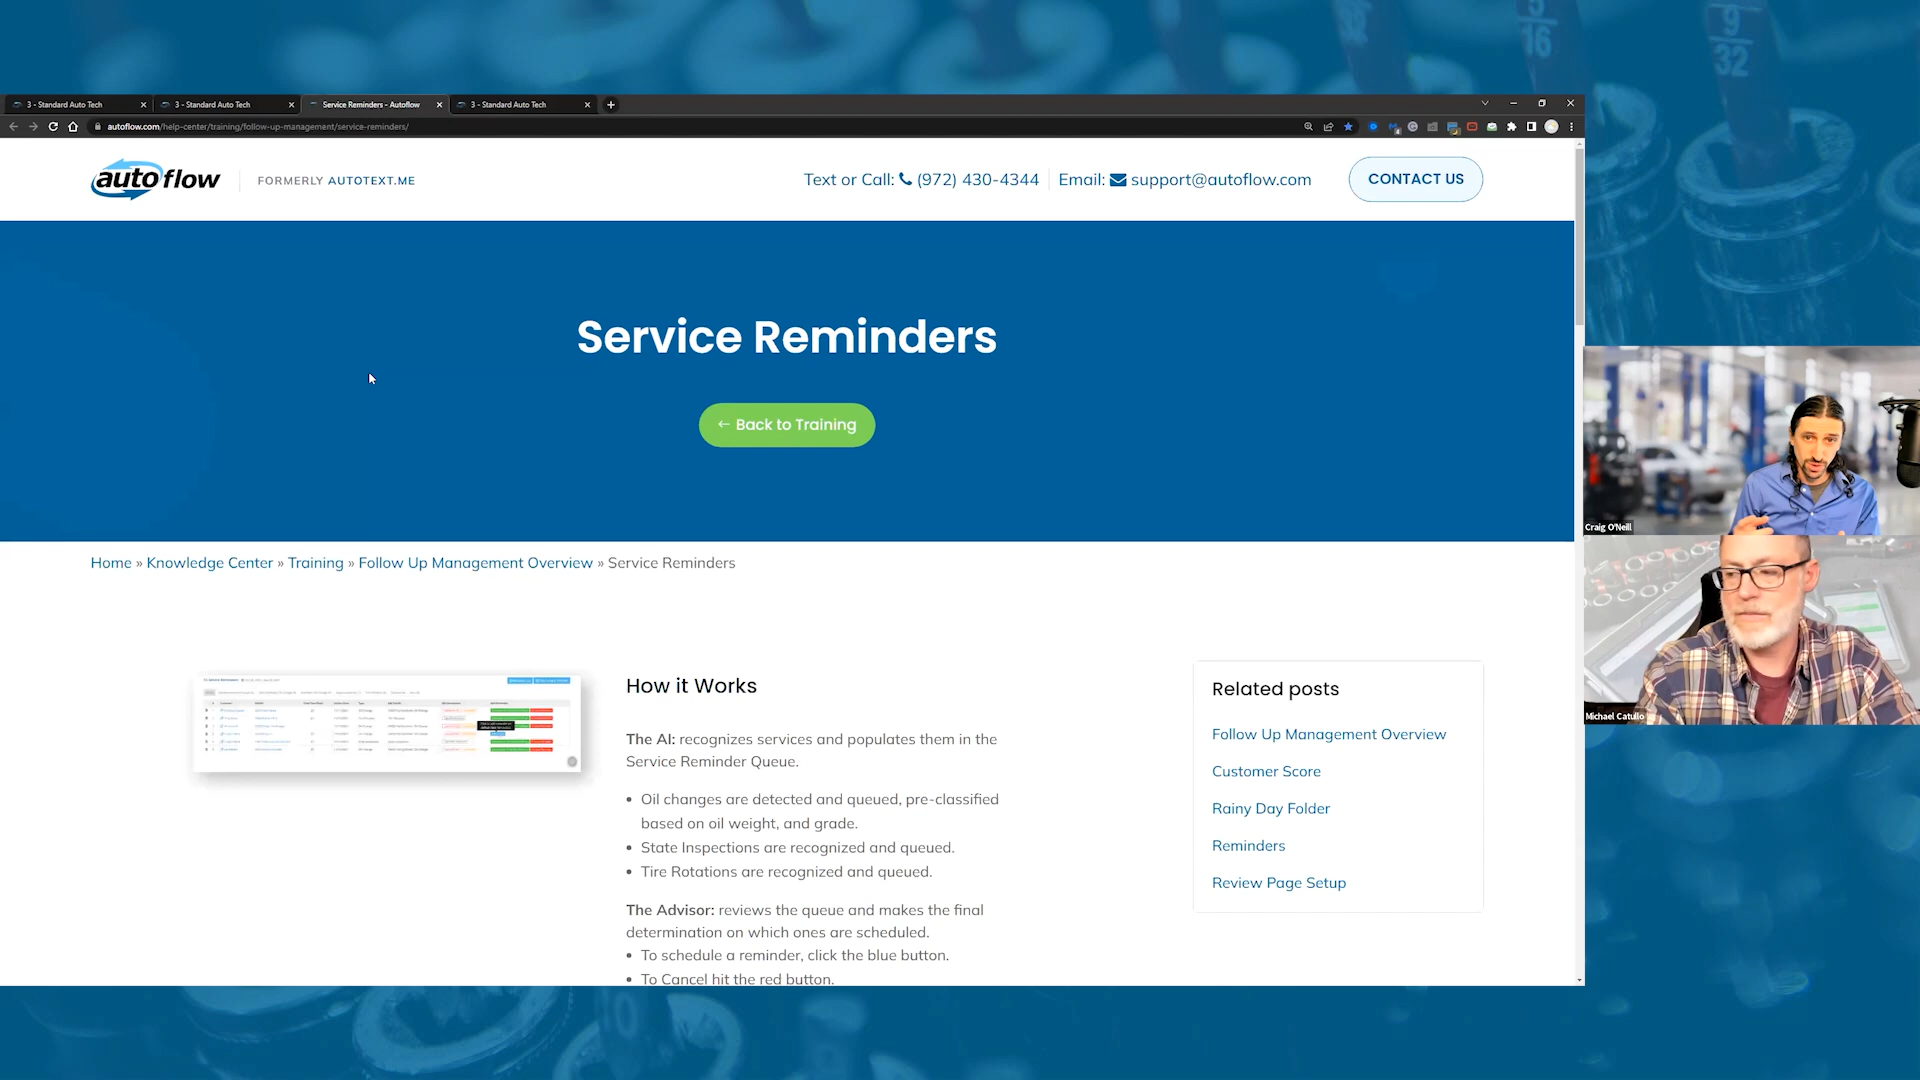 5
16
9
32
32
3 - Standard Auto Tech
3 - Standard Auto Tech
Service Reminders - Autoflow
3 - Standard Auto Tech
autoflow.com/help-center/training/follow-up-management/service-reminders/
autoflow
FORMERLY AUTOTEXT.ME
Text or Call: (972) 430-4344
Email: support@autoflow.com
CONTACT US
Service Reminders
← Back to Training
Home » Knowledge Center » Training » Follow Up Management Overview » Service Reminders
How it Works
The AI: recognizes services and populates them in the
Service Reminder Queue.
• Oil changes are detected and queued, pre-classified
based on oil weight, and grade.
• State Inspections are recognized and queued.
• Tire Rotations are recognized and queued.
The Advisor: reviews the queue and makes the final
determination on which ones are scheduled.
• To schedule a reminder, click the blue button.
• To Cancel hit the red button.
Related posts
Follow Up Management Overview
Customer Score
Rainy Day Folder
Reminders
Review Page Setup
Craig O'Neill
Michael Catullo